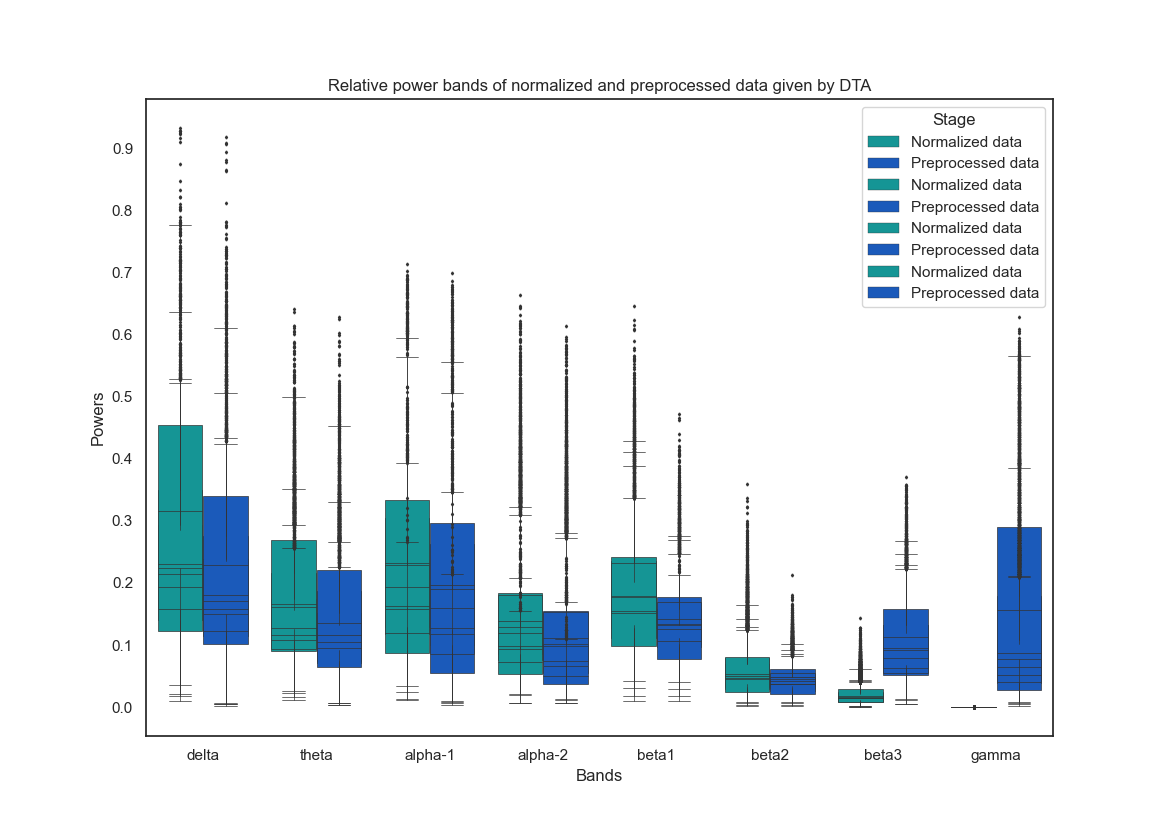 Relative power bands of normalized and preprocessed data given by DTA
Stage
Normalized data
Preprocessed data
Normalized data
Preprocessed data
Normalized data
Preprocessed data
Normalized data
Preprocessed data
Powers
0.9
0.8
0.7
0.6
0.5
0.4
0.3
0.2
0.1
0.0
delta theta alpha-1 alpha-2 beta1 beta2 beta3 gamma
Bands